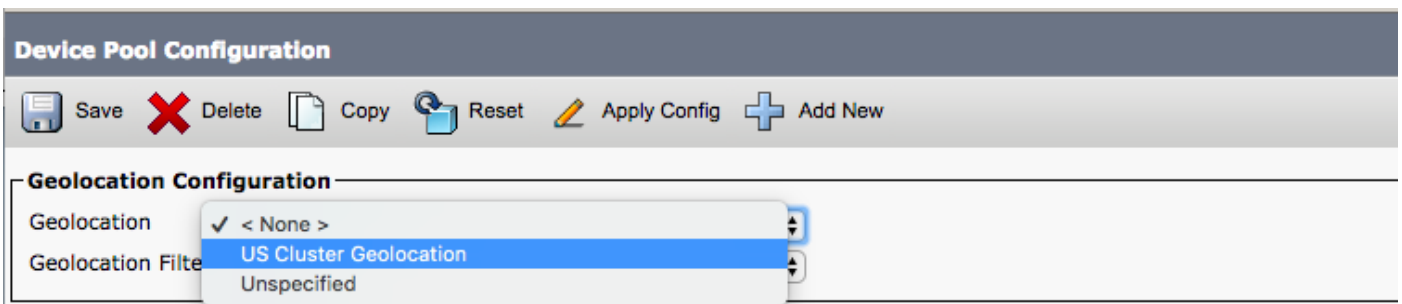 Device Pool Configuration
Save Delete Copy Reset Apply Config Add New
Geolocation Configuration
Geolocation ✓ < None >
US Cluster Geolocation
Geolocation Filte
Unspecified